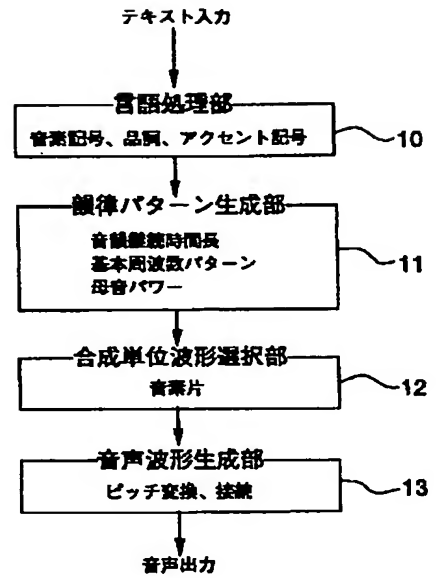 テキスト入力
言語処理部
音素記号、品詞、アクセント記号
10
韻律パターン生成部
音韻継続時間長
基本周波数パターン
母音パワー
11
合成単位波形選択部
音素片
12
音声波形生成部
ピッチ変換、接続
13
音声出力